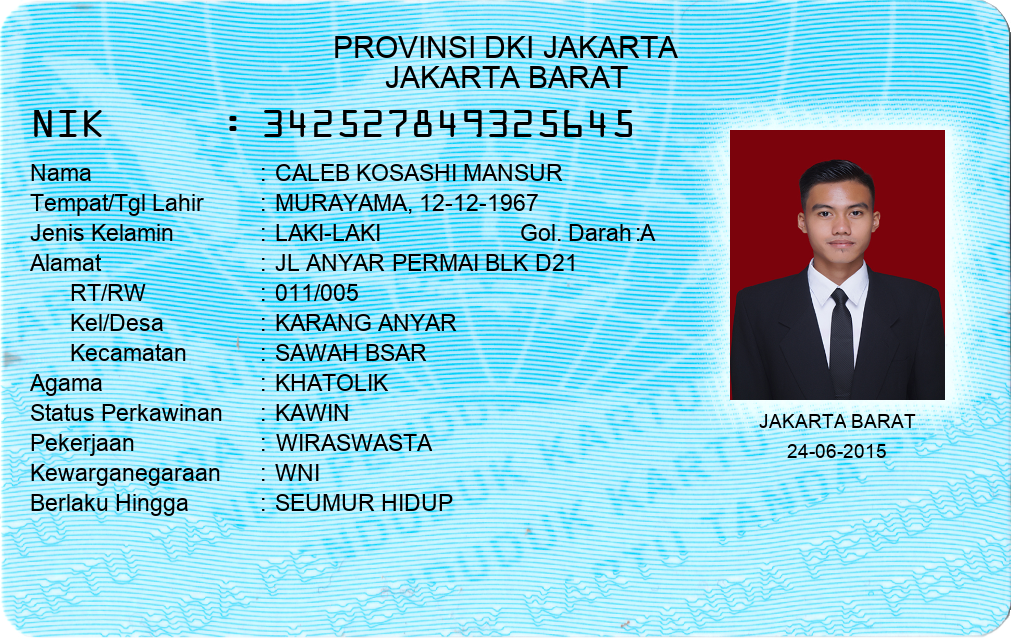 PROVINSI DKI JAKARTA
JAKARTA BARAT
NIK : 342527849325645
Nama : CALEB KOSASHI MANSUR
Tempat/Tgl Lahir : MURAYAMA, 12-12-1967
Jenis Kelamin : LAKI-LAKI Gol. Darah :A
Alamat : JL ANYAR PERMAI BLK D21
RT/RW : 011/005
Kel/Desa : KARANG ANYAR
Kecamatan : SAWAH BSAR
Agama : KHATOLIK
Status Perkawinan : KAWIN
Pekerjaan : WIRASWASTA
Kewarganegaraan : WNI
Berlaku Hingga : SEUMUR HIDUP
JAKARTA BARAT
24-06-2015